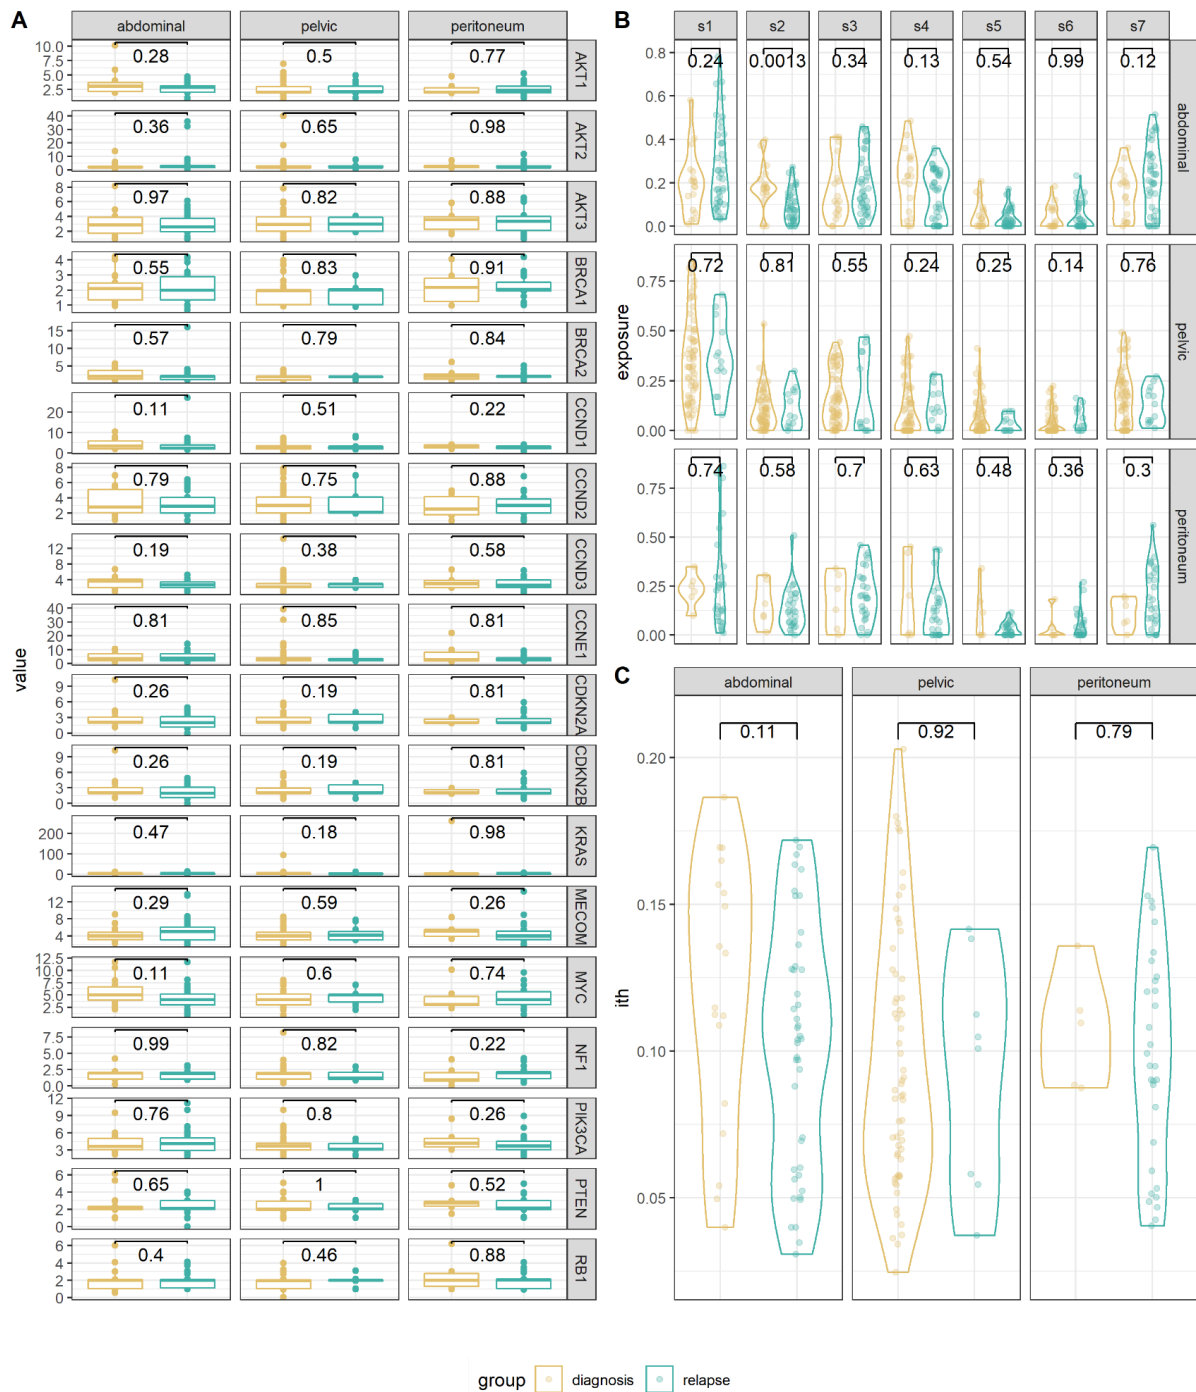 A
abdominal pelvic peritoneum
10.0 7.5 5.0 2.5 0.28 0.5 0.77 AKT1
40 30 20 10 0 0.36 0.65 0.98 AKT2
8 6 4 2 0.97 0.82 0.88 AKT3
4 3 2 1 0.55 0.83 0.91 BRCA1
15 10 5 0.57 0.79 0.84 BRCA2
20 10 0 0.11 0.51 0.22 CCND1
8 6 4 2 0.79 0.75 0.88 CCND2
12 8 4 0.19 0.38 0.58 CCND3
40 30 20 10 0 0.81 0.85 0.81 CCNE1
value
9 6 3 0 0.26 0.19 0.81 CDKN2A
9 6 3 0 0.26 0.19 0.81 CDKN2B
200 100 0 0.47 0.18 0.98 KRAS
12 8 4 0.29 0.59 0.26 MECOM
12.5 10.0 7.5 5.0 2.5 0.11 0.6 0.74 MYC
7.5 5.0 2.5 0.0 0.99 0.82 0.22 NF1
12 9 6 3 0.76 0.8 0.26 PIK3CA
6 4 2 0 0.65 1 0.52 PTEN
6 4 2 0 0.4 0.46 0.88 RB1
B
s1 s2 s3 s4 s5 s6 s7
0.8 0.6 0.4 0.2 0.0 0.24 0.0013 0.34 0.13 0.54 0.99 0.12 abdominal
exposure
0.75 0.50 0.25 0.00 0.72 0.81 0.55 0.24 0.25 0.14 0.76 pelvic
0.75 0.50 0.25 0.00 0.74 0.58 0.7 0.63 0.48 0.36 0.3 peritoneum
C
abdominal pelvic peritoneum
0.11 0.92 0.79
0.20
0.15
ith
0.10
0.05
group diagnosis relapse